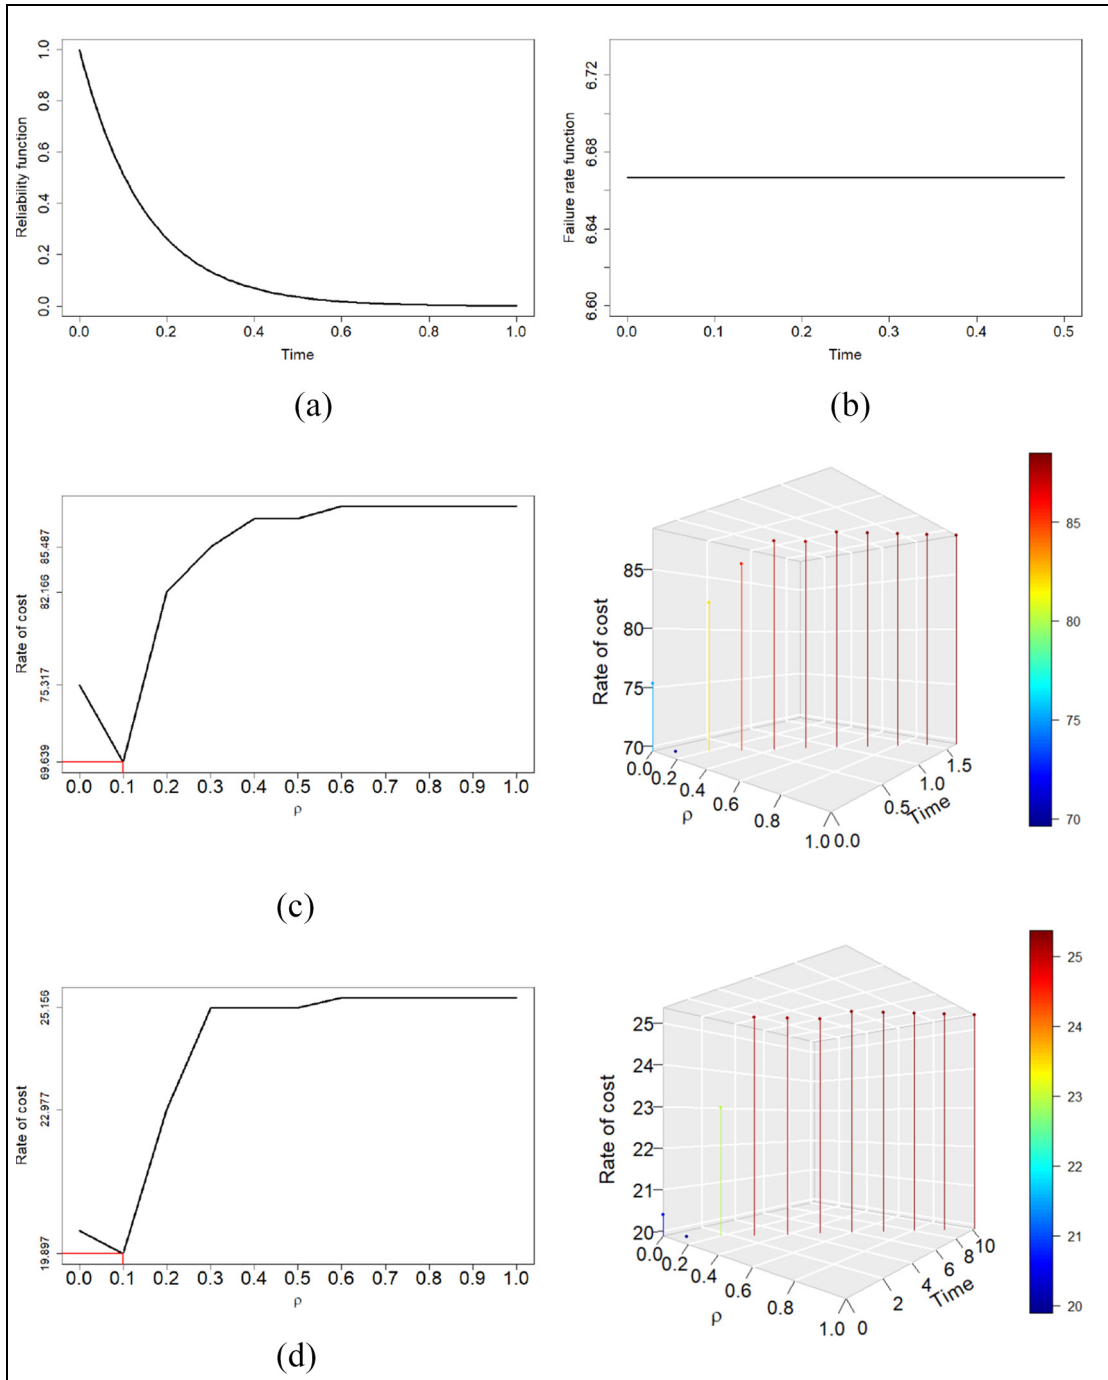 1.0
0.8
0.6
0.4
0.2
0.0
Reliability function
0.0 0.2 0.4 0.6 0.8 1.0
Time
(a)
6.72
6.68
6.64
6.60
Failure rate function
0.0 0.1 0.2 0.3 0.4 0.5
Time
(b)
85.487
82.168
75.317
69.639
Rate of cost
0.0 0.1 0.2 0.3 0.4 0.5 0.6 0.7 0.8 0.9 1.0
ρ
85
80
75
70
Rate of cost
0.0 0.2 0.4 0.6 0.8 1.0
ρ
0.0 0.5 1.0 1.5
Time
85
80
75
70
(c)
25.156
22.977
19.897
Rate of cost
0.0 0.1 0.2 0.3 0.4 0.5 0.6 0.7 0.8 0.9 1.0
ρ
25
24
23
22
21
20
Rate of cost
0.0 0.2 0.4 0.6 0.8 1.0
ρ
0 2 4 6 8 10
Time
25
24
23
22
21
20
(d)